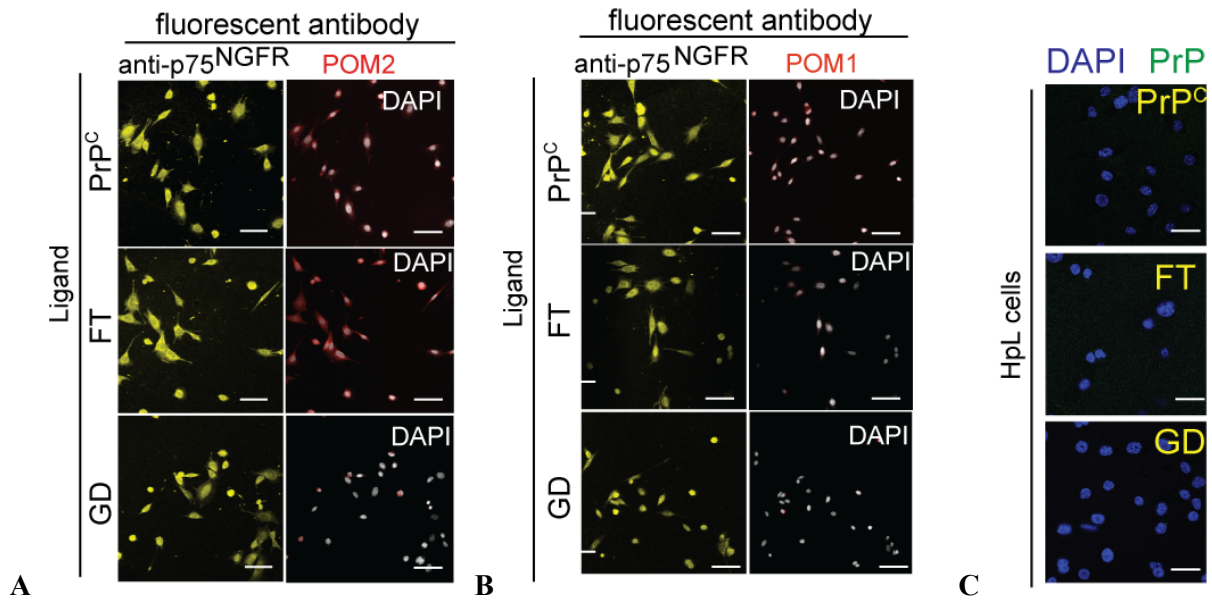 fluorescent antibody
anti-p75NGFR POM2
Ligand
PrPC
DAPI
FT
DAPI
GD
DAPI
A
fluorescent antibody
anti-p75NGFR POM1
Ligand
PrPC
DAPI
FT
DAPI
GD
DAPI
B
DAPI PrP
HpL cells
PrPC
FT
GD
C